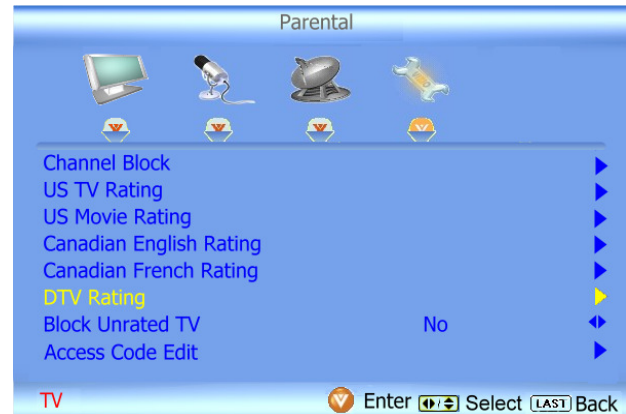 Parental
Channel Block
US TV Rating
US Movie Rating
Canadian English Rating
Canadian French Rating
DTV Rating
Block Unrated TV No
Access Code Edit
TV Enter Select LAST Back